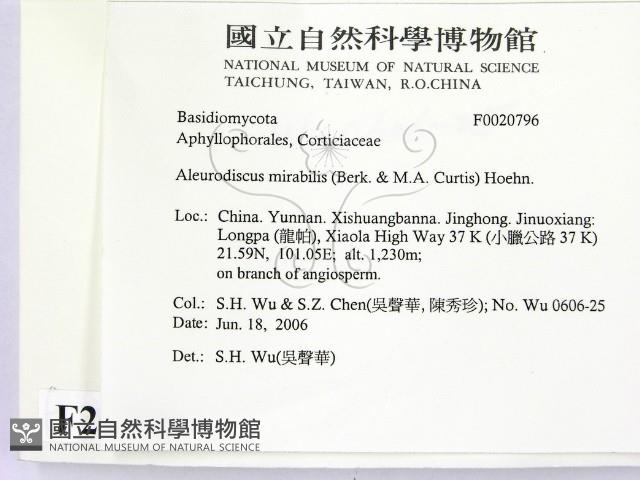 國立自然科學博物館
NATIONAL MUSEUM OF NATURAL SCIENCE
TAICHUNG, TAIWAN, R.O.CHINA
Basidiomycota F0020796
Aphyllophorales, Corticiaceae
Aleurodiscus mirabilis (Berk. & M.A. Curtis) Hoehn.
Loc.: China. Yunnan. Xishuangbanna. Jinghong. Jinuoxiang:
Longpa (龍帕), Xiaola High Way 37 K (小臘公路 37 K)
21.59N, 101.05E; alt. 1,230m;
on branch of angiosperm.
Col.: S.H. Wu & S.Z. Chen(吳聲華, 陳秀珍); No. Wu 0606-25
Date: Jun. 18, 2006
Det.: S.H. Wu(吳聲華)
F2
國立自然科學博物館
NATIONAL MUSEUM OF NATURAL SCIENCE